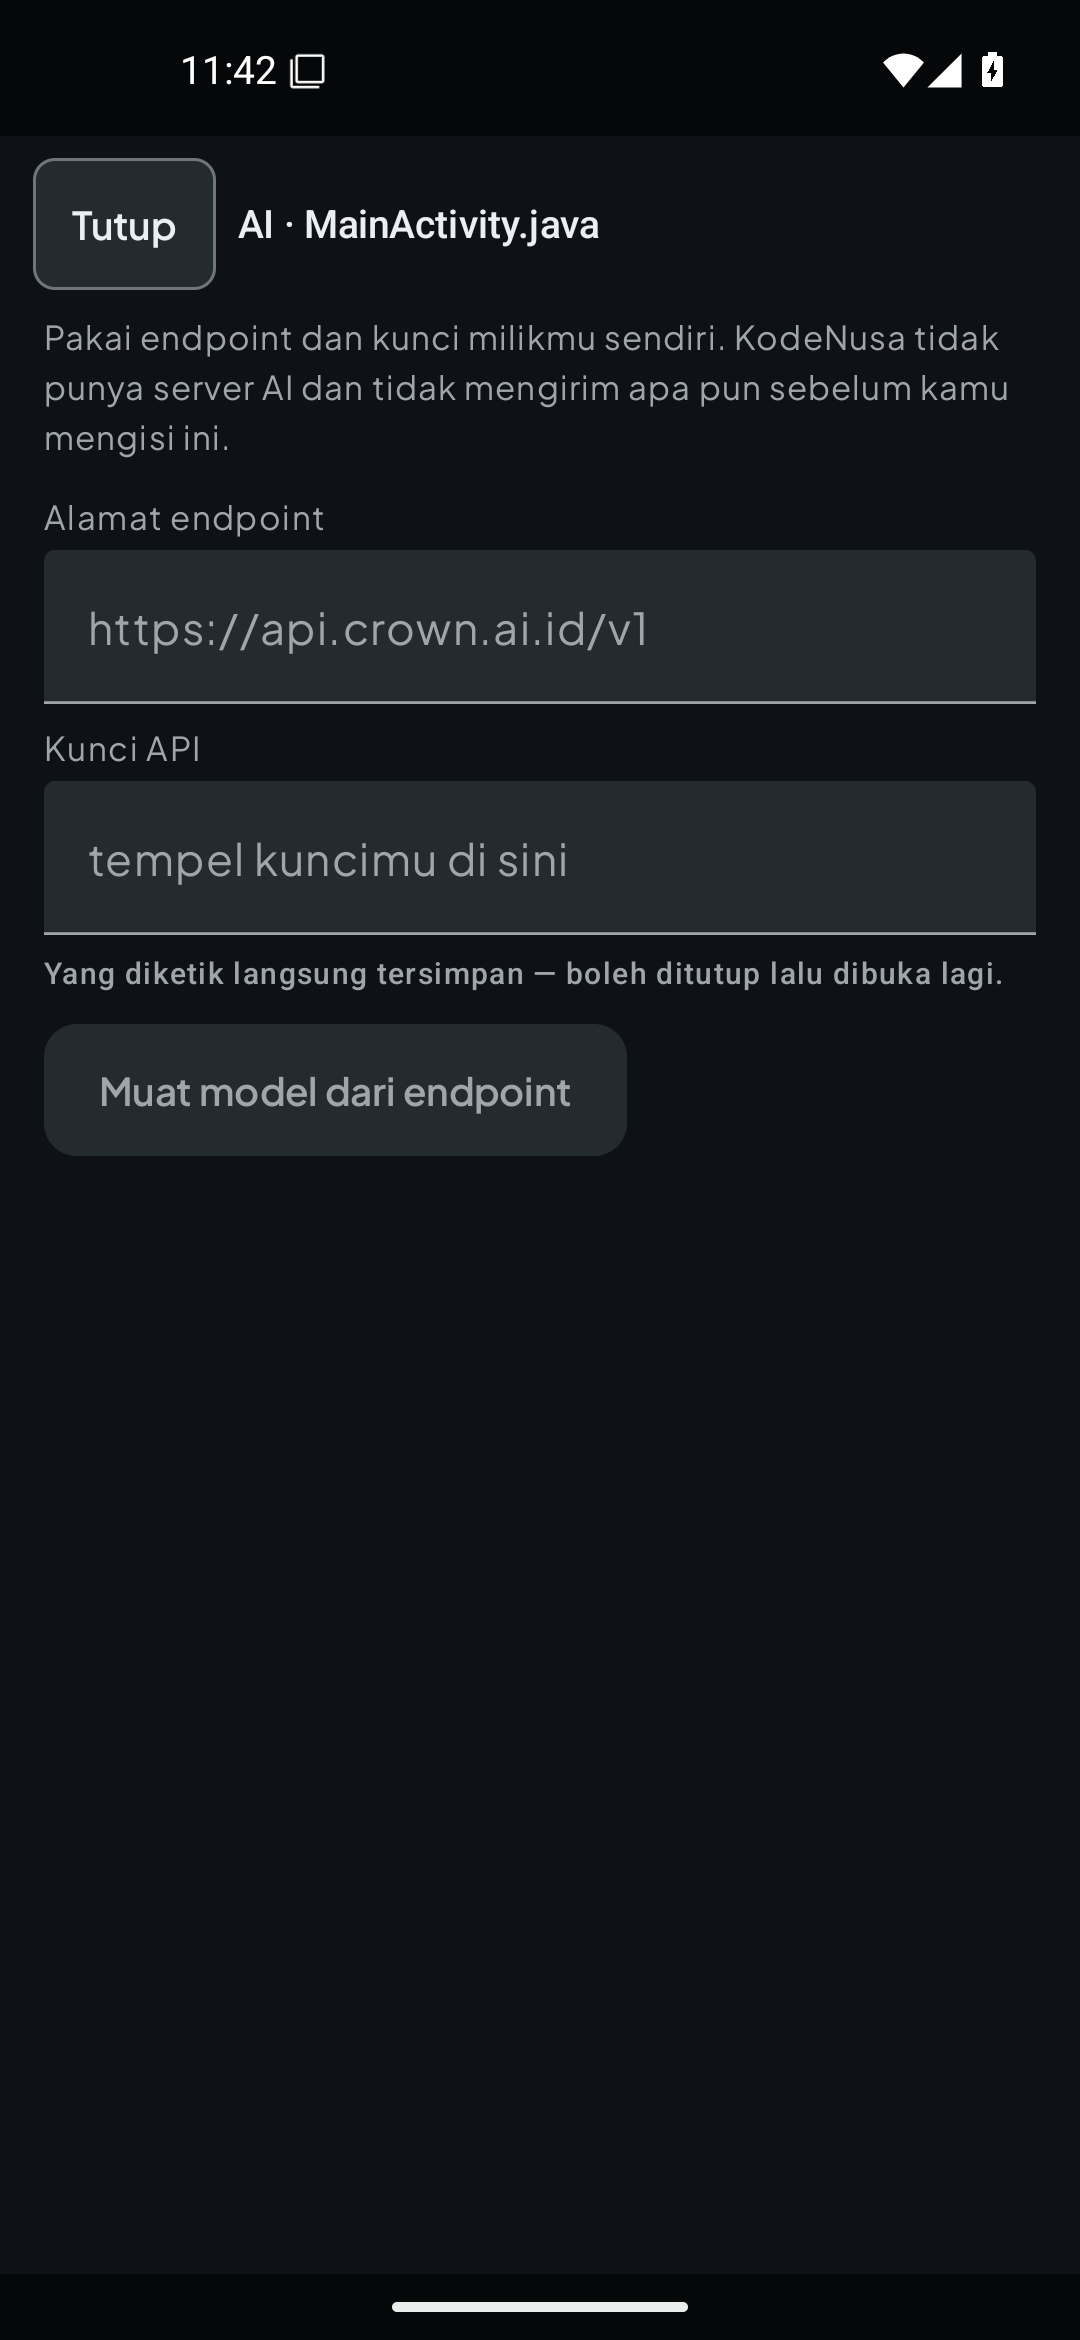 11:42
Tutup
AI · MainActivity.java
Pakai endpoint dan kunci milikmu sendiri. KodeNusa tidak
punya server AI dan tidak mengirim apa pun sebelum kamu
mengisi ini.
Alamat endpoint
https://api.crown.ai.id/v1
Kunci API
tempel kuncimu di sini
Yang diketik langsung tersimpan — boleh ditutup lalu dibuka lagi.
Muat model dari endpoint